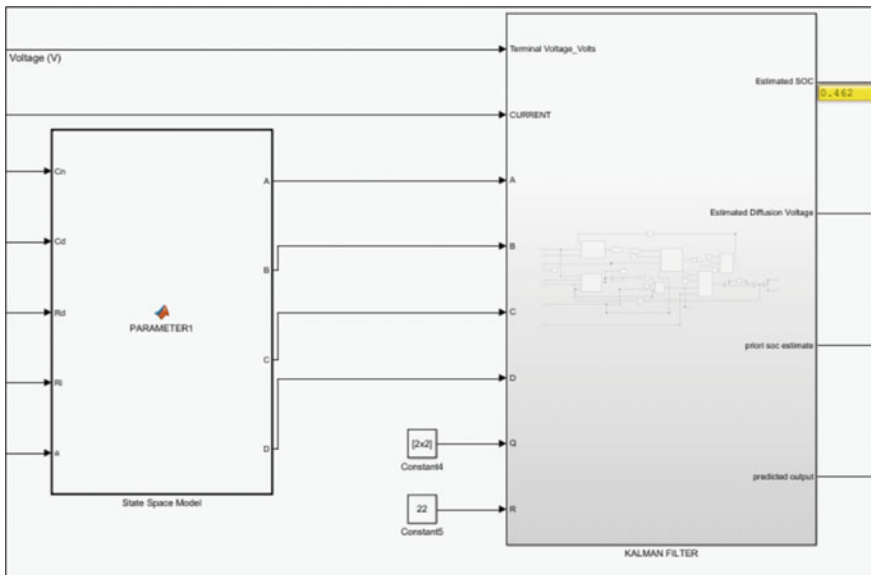 Voltage (V)
Terminal Voltage_Volts
CURRENT
A
B
C
D
Q
R
Estimated SOC
0.462
Estimated Diffusion Voltage
priori soc estimate
predicted output
KALMAN FILTER
Cn
Cd
Rd
Ri
a
PARAMETER1
A
B
C
D
State Space Model
[2x2]
Constant4
22
Constant5